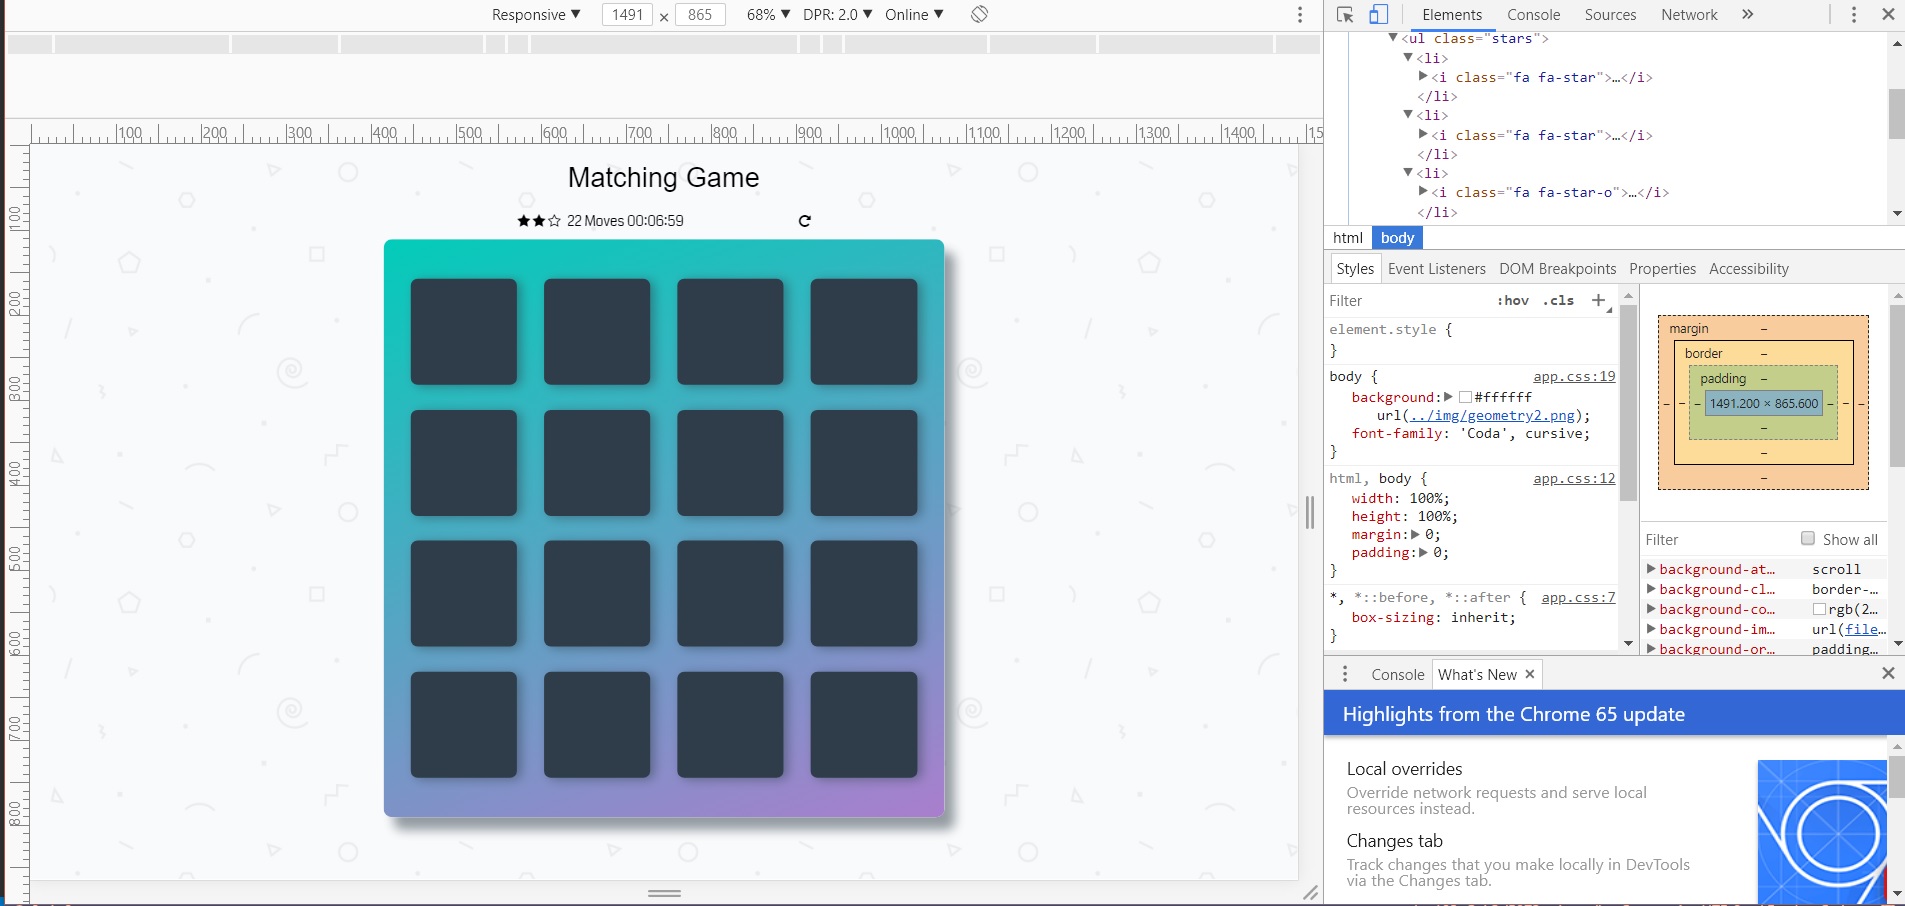 Responsive ▼ 1491 × 865 68% ▼ DPR: 2.0 ▼ Online ▼
100 200 300 400 500 600 700 800 900 1000 1100 1200 1300 1400 15
100
200
300
400
500
600
700
800
Matching Game
22 Moves 00:06:59
Elements Console Sources Network »
▼<ul class="stars">
▼<li>
▶<i class="fa fa-star">…</i>
</li>
▼<li>
▶<i class="fa fa-star">…</i>
</li>
▼<li>
▶<i class="fa fa-star-o">…</i>
</li>
html body
Styles Event Listeners DOM Breakpoints Properties Accessibility
Filter :hov .cls +
element.style {
}
body { app.css:19
background:▶ #ffffff
url(../img/geometry2.png);
font-family: 'Coda', cursive;
}
html, body { app.css:12
width: 100%;
height: 100%;
margin:▶ 0;
padding:▶ 0;
}
*, *::before, *::after { app.css:7
box-sizing: inherit;
}
margin –
border –
padding –
– – – 1491.200 × 865.600 – – –
–
–
–
Filter Show all
▶ background-at… scroll
▶ background-cl… border-…
▶ background-co… rgb(2…
▶ background-im… url(file…
▶ background-or… padding…
Console What's New ×
Highlights from the Chrome 65 update
Local overrides
Override network requests and serve local
resources instead.
Changes tab
Track changes that you make locally in DevTools
via the Changes tab.